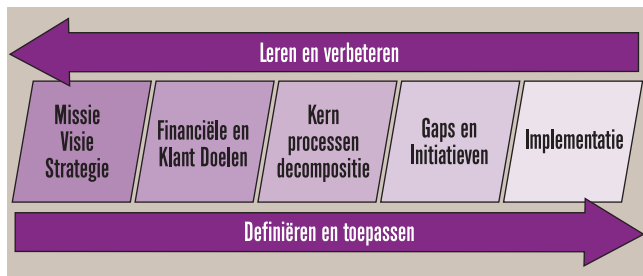 Leren en verbeteren
Missie
Visie
Strategie
Financiële en
Klant Doelen
Kern
processen
decompositie
Gaps en
Initiatieven
Implementatie
Definiëren en toepassen